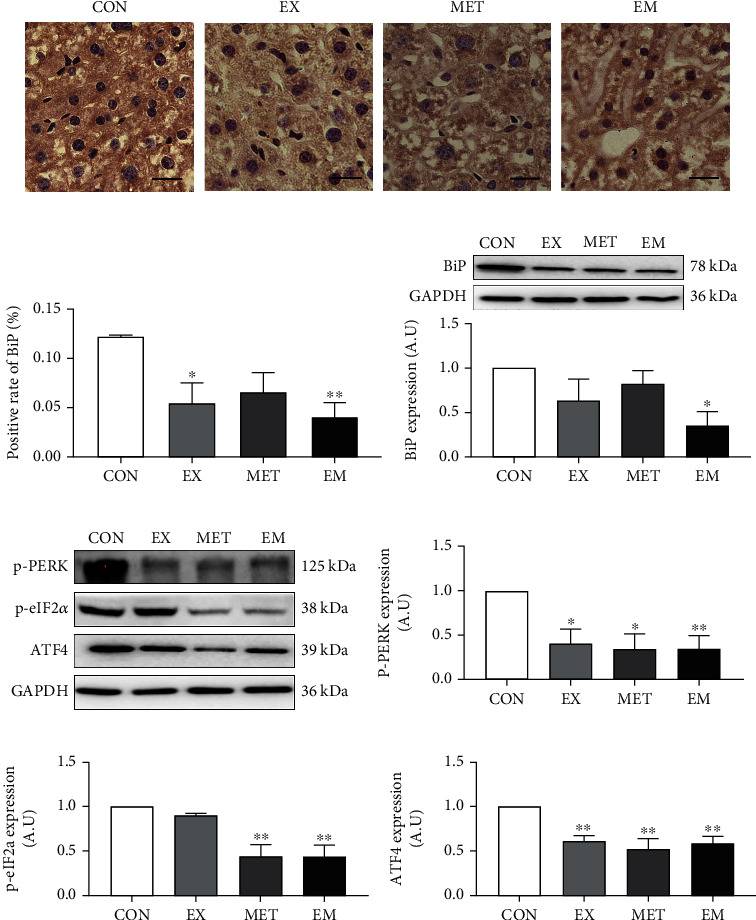 CON EX MET EM
CON EX MET EM
BiP 78 kDa
GAPDH 36 kDa
Positive rate of BiP (%)
0.15
0.10
0.05
0.00
*
**
CON EX MET EM
BiP expression (A.U)
1.5
1.0
0.5
0.0
*
CON EX MET EM
CON EX MET EM
p-PERK 125 kDa
p-eIF2α 38 kDa
ATF4 39 kDa
GAPDH 36 kDa
P-PERK expression
(A.U)
1.5
1.0
0.5
0.0
* * **
CON EX MET EM
p-eIF2a expression
(A.U)
1.5
1.0
0.5
0.0
** **
CON EX MET EM
ATF4 expression
(A.U)
1.5
1.0
0.5
0.0
** ** **
CON EX MET EM